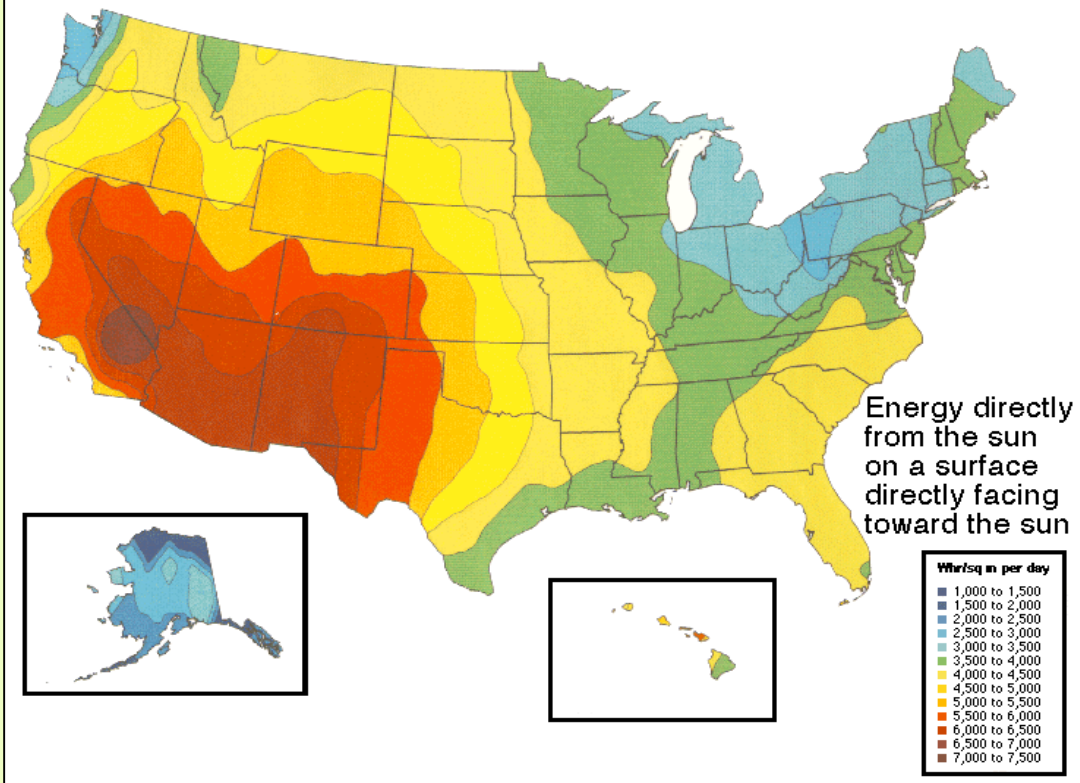 Energy directly
from the sun
on a surface
directly facing
toward the sun
Whr/sq m per day
1,000 to 1,500
1,500 to 2,000
2,000 to 2,500
2,500 to 3,000
3,000 to 3,500
3,500 to 4,000
4,000 to 4,500
4,500 to 5,000
5,000 to 5,500
5,500 to 6,000
6,000 to 6,500
6,500 to 7,000
7,000 to 7,500